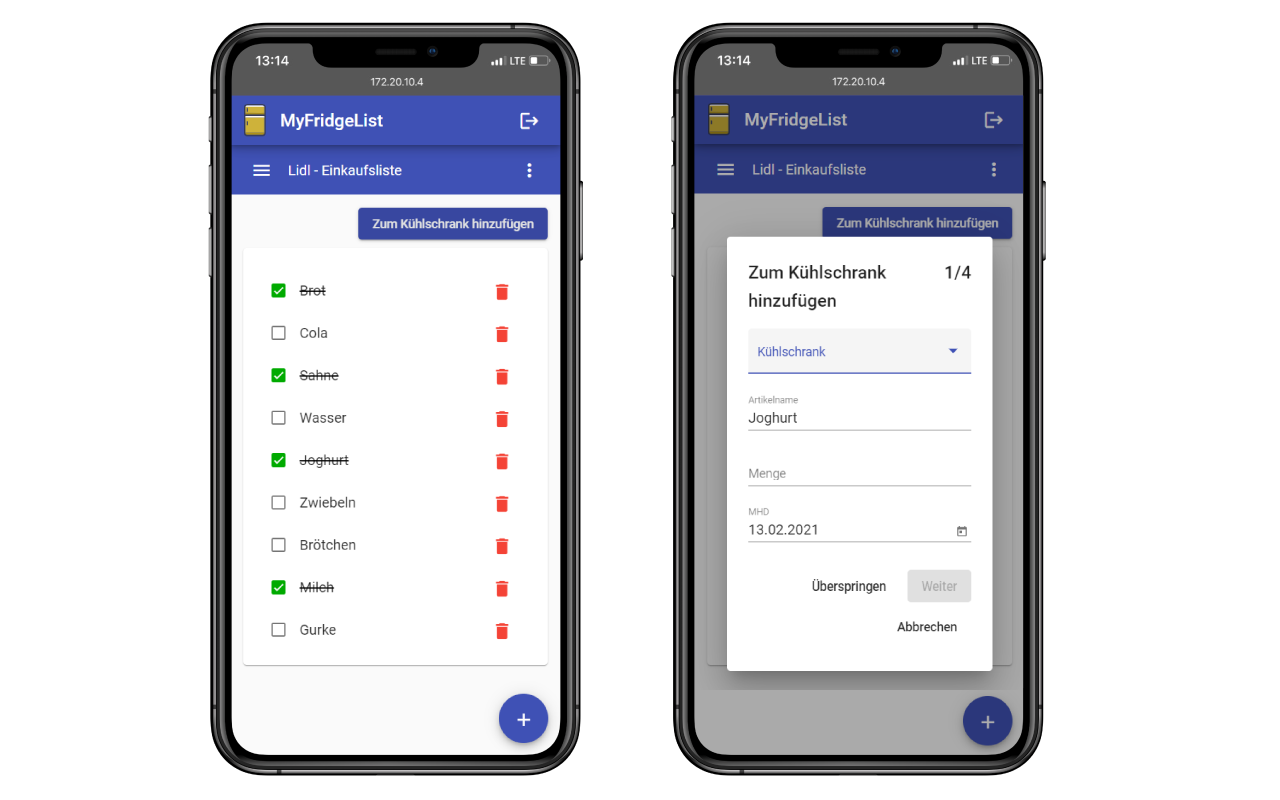 13:14
LTE
172.20.10.4
MyFridgeList
Lidl - Einkaufsliste
Zum Kühlschrank hinzufügen
Brot
Cola
Sahne
Wasser
Joghurt
Zwiebeln
Brötchen
Milch
Gurke
+
13:14
LTE
172.20.10.4
MyFridgeList
Lidl - Einkaufsliste
Zum Kühlschrank hinzufügen
Zum Kühlschrank 1/4
hinzufügen
Kühlschrank
Artikelname
Joghurt
Menge
MHD
13.02.2021
Überspringen Weiter
Abbrechen
+